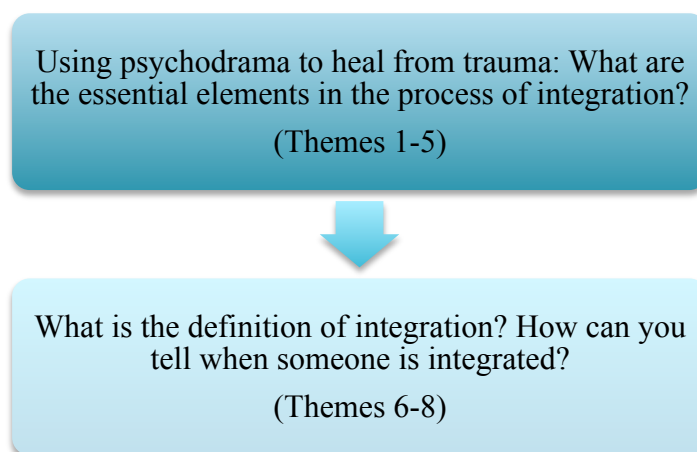 Using psychodrama to heal from trauma: What are
the essential elements in the process of integration?
(Themes 1-5)
What is the definition of integration? How can you
tell when someone is integrated?
(Themes 6-8)